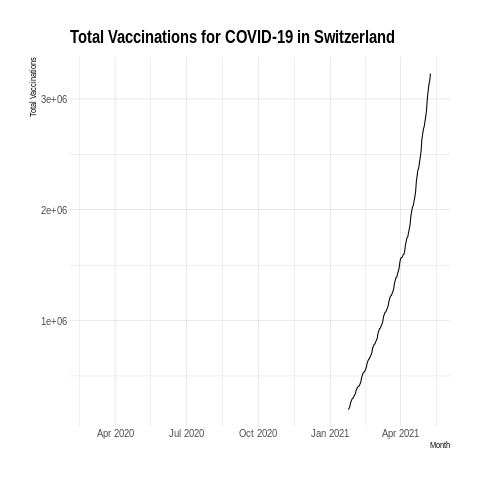 Total Vaccinations for COVID-19 in Switzerland
Total Vaccinations
3e+06
2e+06
1e+06
Apr 2020 Jul 2020 Oct 2020 Jan 2021 Apr 2021
Month